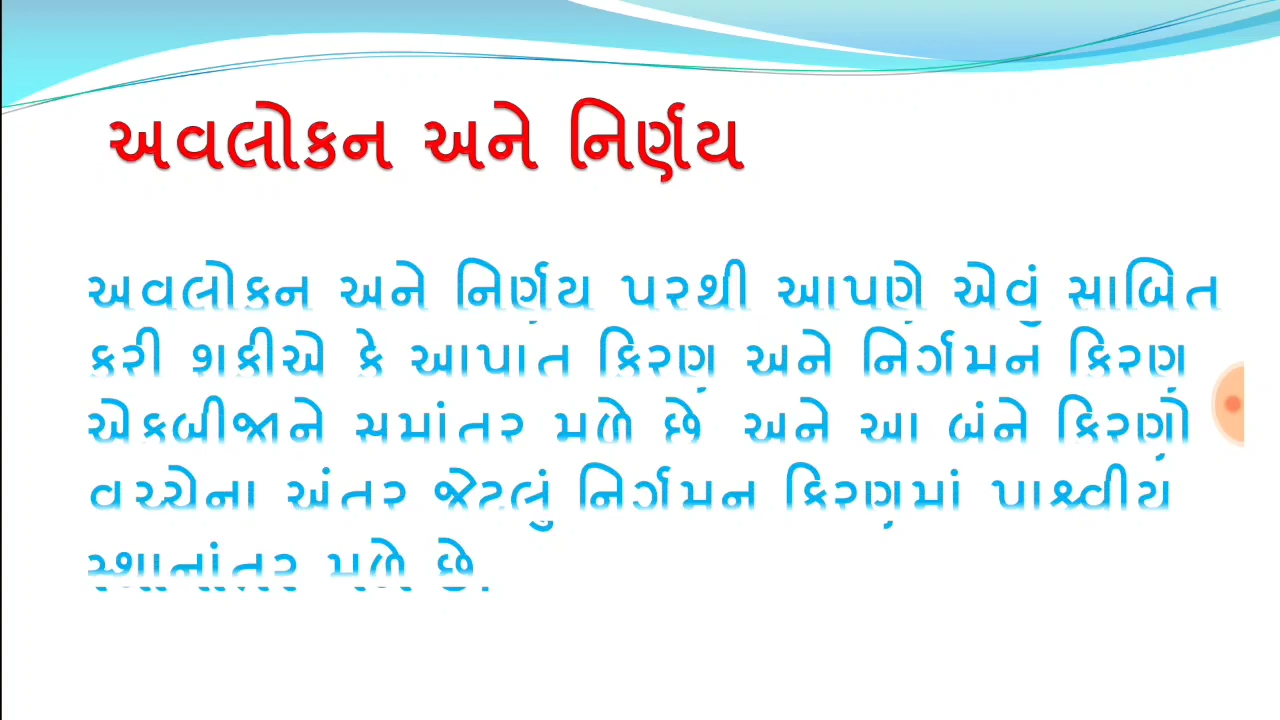 અવલોકન અને નિર્ણય
અવલોકન અને નિર્ણય પરથી આપણે એવું સાબિત
કરી શકીએ કે આપાત કિરણ અને નિર્ગમન કિરણ
એકબીજાને સમાંતર મળે છે અને આ બંને કિરણો
વચ્ચેના અંતર જેટલું નિર્ગમન કિરણમાં પાશ્ર્વીય
સ્થાનાંતર મળે છે.